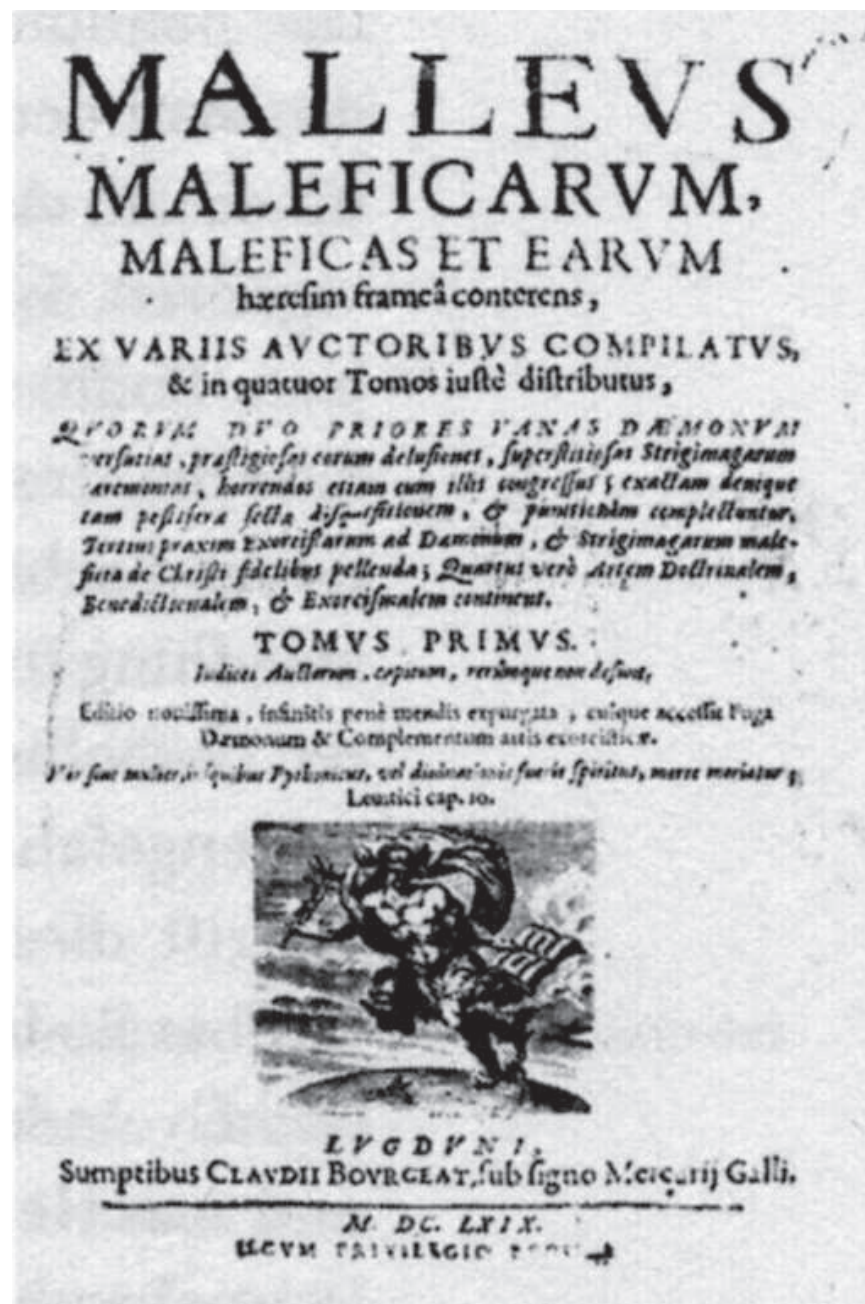 MALLEVS
MALEFICARVM,
MALEFICAS ET EARVM
hæresim frameâ conterens,
EX VARIIS AVCTORIBVS COMPILATVS,
& in quatuor Tomos iustè distributus,
QVORVM DVO PRIORES VANAS DÆMONVM
versutias, præstigiosas eorum delusiones, superstitiosas Strigimagarum
cæremonias, horrendos etiam cum illis congressus; exactam denique
tam pestiferæ sectæ disquisitionem, & punitionem complectuntur.
Tertius praxim Exorcistarum ad Dæmonum, & Strigimagarum male-
ficia de Christi fidelibus pellenda; Quartus verò Artem Doctrinalem,
Benedictionalem, & Exorcismalem continent.
TOMVS PRIMVS.
Indices Auctorum, capitum, rerúmque non desunt,
Editio nouissima, infinitis penè mendis expurgata; cuique accessit Fuga
Dæmonum & Complementum artis exorcisticæ.
Vir siue mulier, in quibus Pythonicus, vel diuinationis fuerit spiritus, morte moriatur;
Leuitici cap. 10.
LVGDVNI,
Sumptibus CLAVDII BOVRGEAT, sub signo Mercurij Galli.
M. DC. LXIX.
PRIVILEGIO